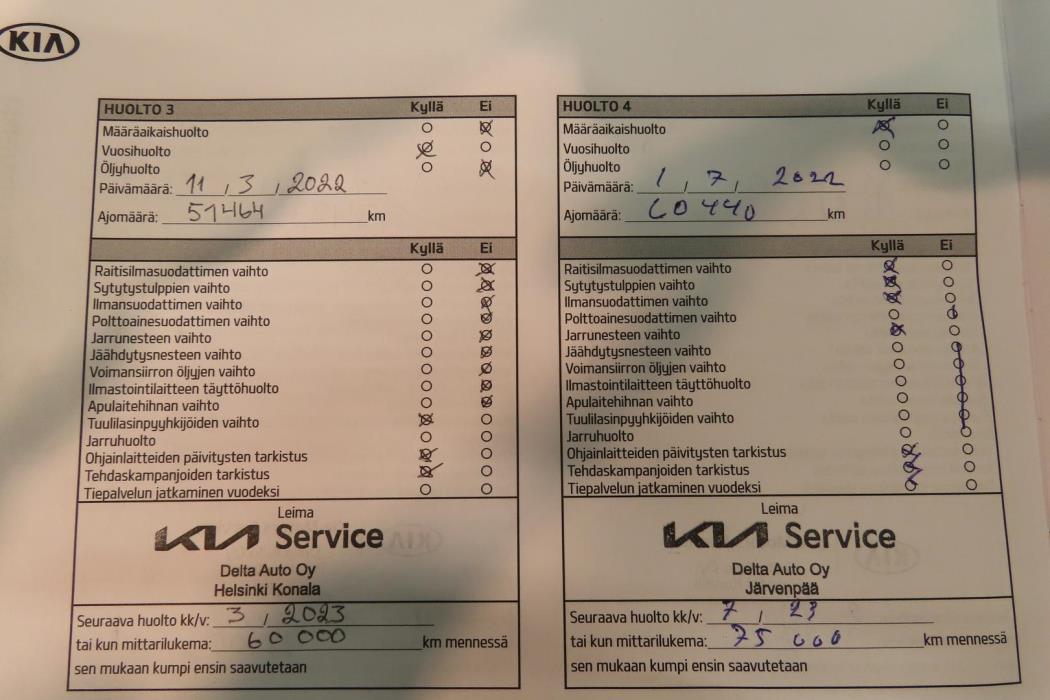 KIA
HUOLTO 3 Kyllä Ei
Määräaikaishuolto
Vuosihuolto
Öljyhuolto
Päivämäärä: 11 / 3 / 2022
Ajomäärä: 51464 km
Kyllä Ei
Raitisilmasuodattimen vaihto
Sytytystulppien vaihto
Ilmansuodattimen vaihto
Polttoainesuodattimen vaihto
Jarrunesteen vaihto
Jäähdytysnesteen vaihto
Voimansiirron öljyjen vaihto
Ilmastointilaitteen täyttöhuolto
Apulaitehihnan vaihto
Tuulilasinpyyhkijöiden vaihto
Jarruhuolto
Ohjainlaitteiden päivitysten tarkistus
Tehdaskampanjoiden tarkistus
Tiepalvelun jatkaminen vuodeksi
Leima
KIA Service
Delta Auto Oy
Helsinki Konala
Seuraava huolto kk/v: 3 / 2023
tai kun mittarilukema: 60 000 km mennessä
sen mukaan kumpi ensin saavutetaan
HUOLTO 4 Kyllä Ei
Määräaikaishuolto
Vuosihuolto
Öljyhuolto
Päivämäärä: 1 / 7 / 2022
Ajomäärä: 60440 km
Kyllä Ei
Raitisilmasuodattimen vaihto
Sytytystulppien vaihto
Ilmansuodattimen vaihto
Polttoainesuodattimen vaihto
Jarrunesteen vaihto
Jäähdytysnesteen vaihto
Voimansiirron öljyjen vaihto
Ilmastointilaitteen täyttöhuolto
Apulaitehihnan vaihto
Tuulilasinpyyhkijöiden vaihto
Jarruhuolto
Ohjainlaitteiden päivitysten tarkistus
Tehdaskampanjoiden tarkistus
Tiepalvelun jatkaminen vuodeksi
Leima
KIA Service
Delta Auto Oy
Järvenpää
Seuraava huolto kk/v: 7 / 23
tai kun mittarilukema: 75 000 km mennessä
sen mukaan kumpi ensin saavutetaan